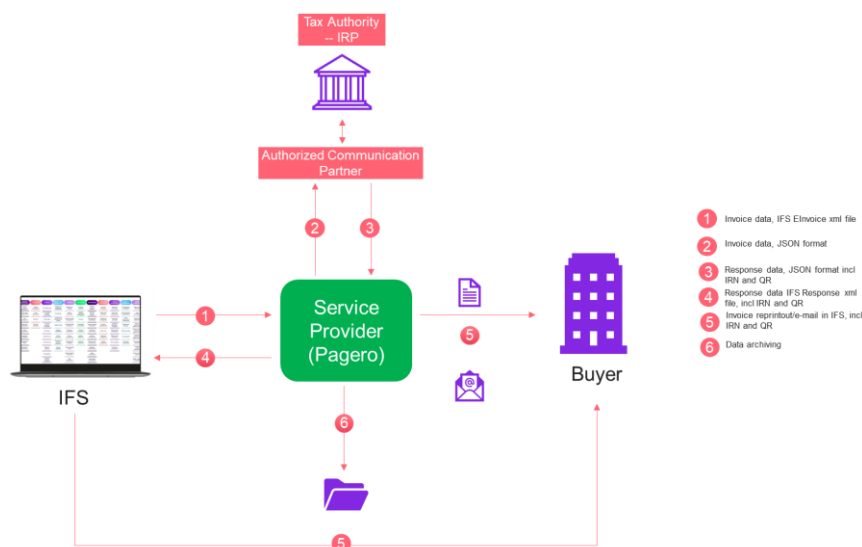 Tax Authority
-- IRP
Authorized Communication
Partner
2
3
1
Invoice data, IFS EInvoice xml file
2
Invoice data, JSON format
3
Response data, JSON format incl
IRN and QR
4
Response data IFS Response xml
file, incl IRN and QR
5
Invoice reprintout/e-mail in IFS, incl
IRN and QR
6
Data archiving
Service
Provider
(Pagero)
1
4
5
@
IFS
Buyer
6
5